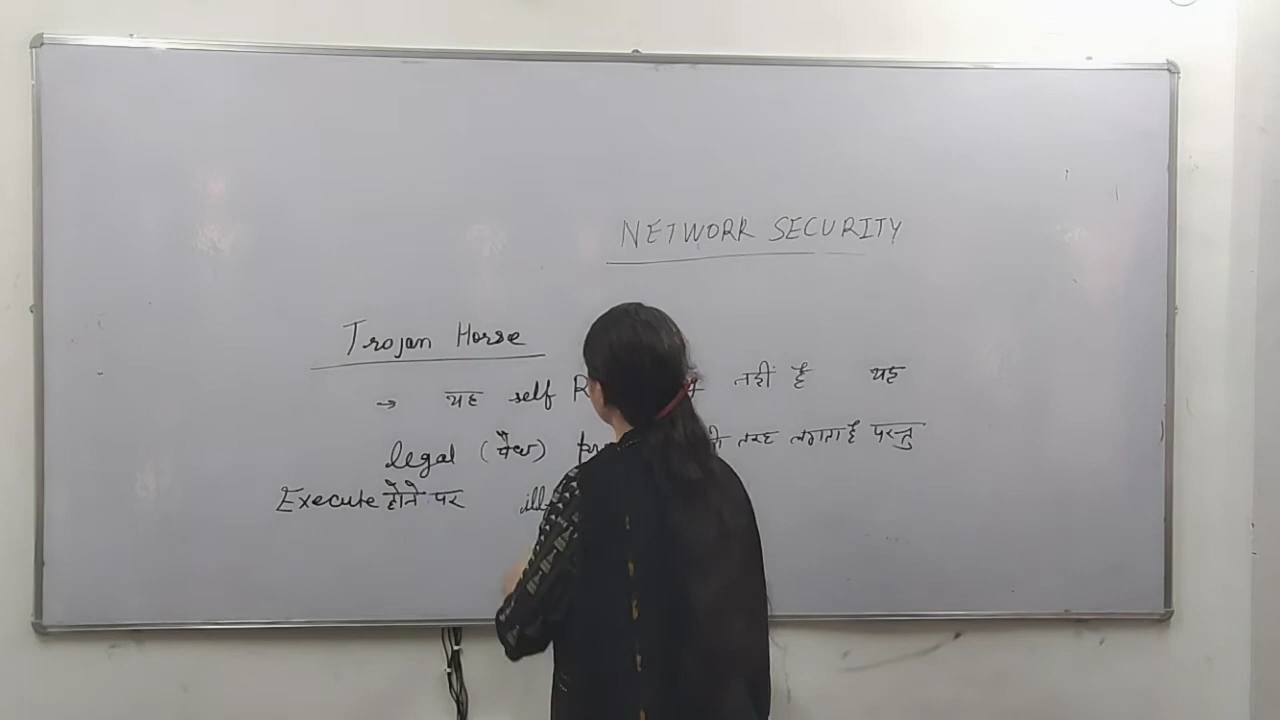 NETWORK SECURITY
Trojan Horse
→ यह self नहीं है यह
legal (वैध) तरह लगता है परन्तु
Execute होने पर